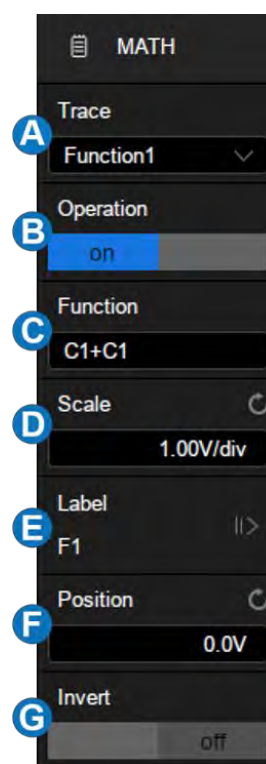 MATH
Trace
A
Function1
Operation
B
on
Function
C
C1+C1
Scale
D
1.00V/div
Label
E
F1
Position
F
0.0V
Invert
G
off